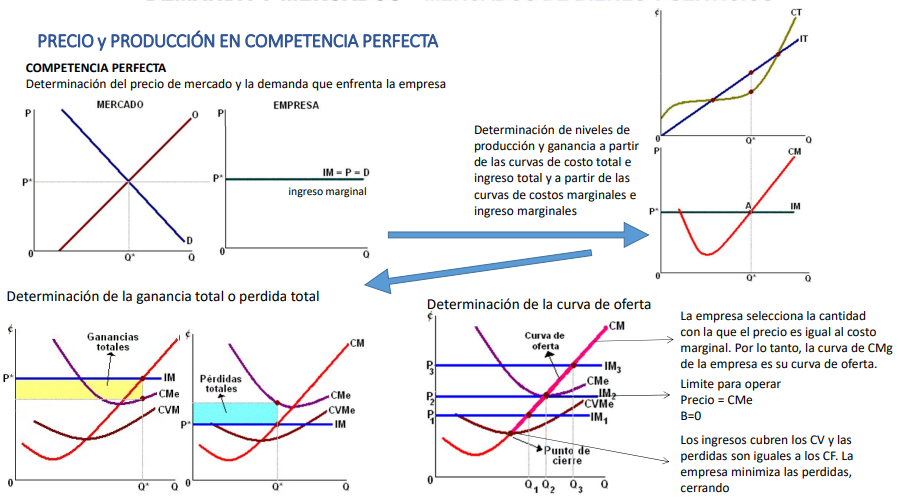 PRECIO y PRODUCCIÓN EN COMPETENCIA PERFECTA
COMPETENCIA PERFECTA
Determinación del precio de mercado y la demanda que enfrenta la empresa
MERCADO
P
O
P*
D
0
Q*
Q
EMPRESA
P
IM = P = D
P*
ingreso marginal
0
Q
Determinación de niveles de
producción y ganancia a partir
de las curvas de costo total e
ingreso total y a partir de las
curvas de costos marginales e
ingreso marginales
¢
CT
IT
0
Q*
Q
P
CM
A
IM
P*
0
Q*
Q
Determinación de la ganancia total o perdida total
¢
Ganancias
totales
P*
IM
CMe
CVM
0
Q*
Q
¢
CM
Pérdidas
totales
CMe
CVMe
P*
IM
0
Q*
Q
Determinación de la curva de oferta
¢
CM
Curva de
oferta
P3
IM3
CMe
P2
IM2
CVMe
P1
IM1
Punto de
cierre
0
Q1 Q2 Q3 Q
La empresa selecciona la cantidad
con la que el precio es igual al costo
marginal. Por lo tanto, la curva de CMg
de la empresa es su curva de oferta.
Limite para operar
Precio = CMe
B=0
Los ingresos cubren los CV y las
perdidas son iguales a los CF. La
empresa minimiza las perdidas,
cerrando